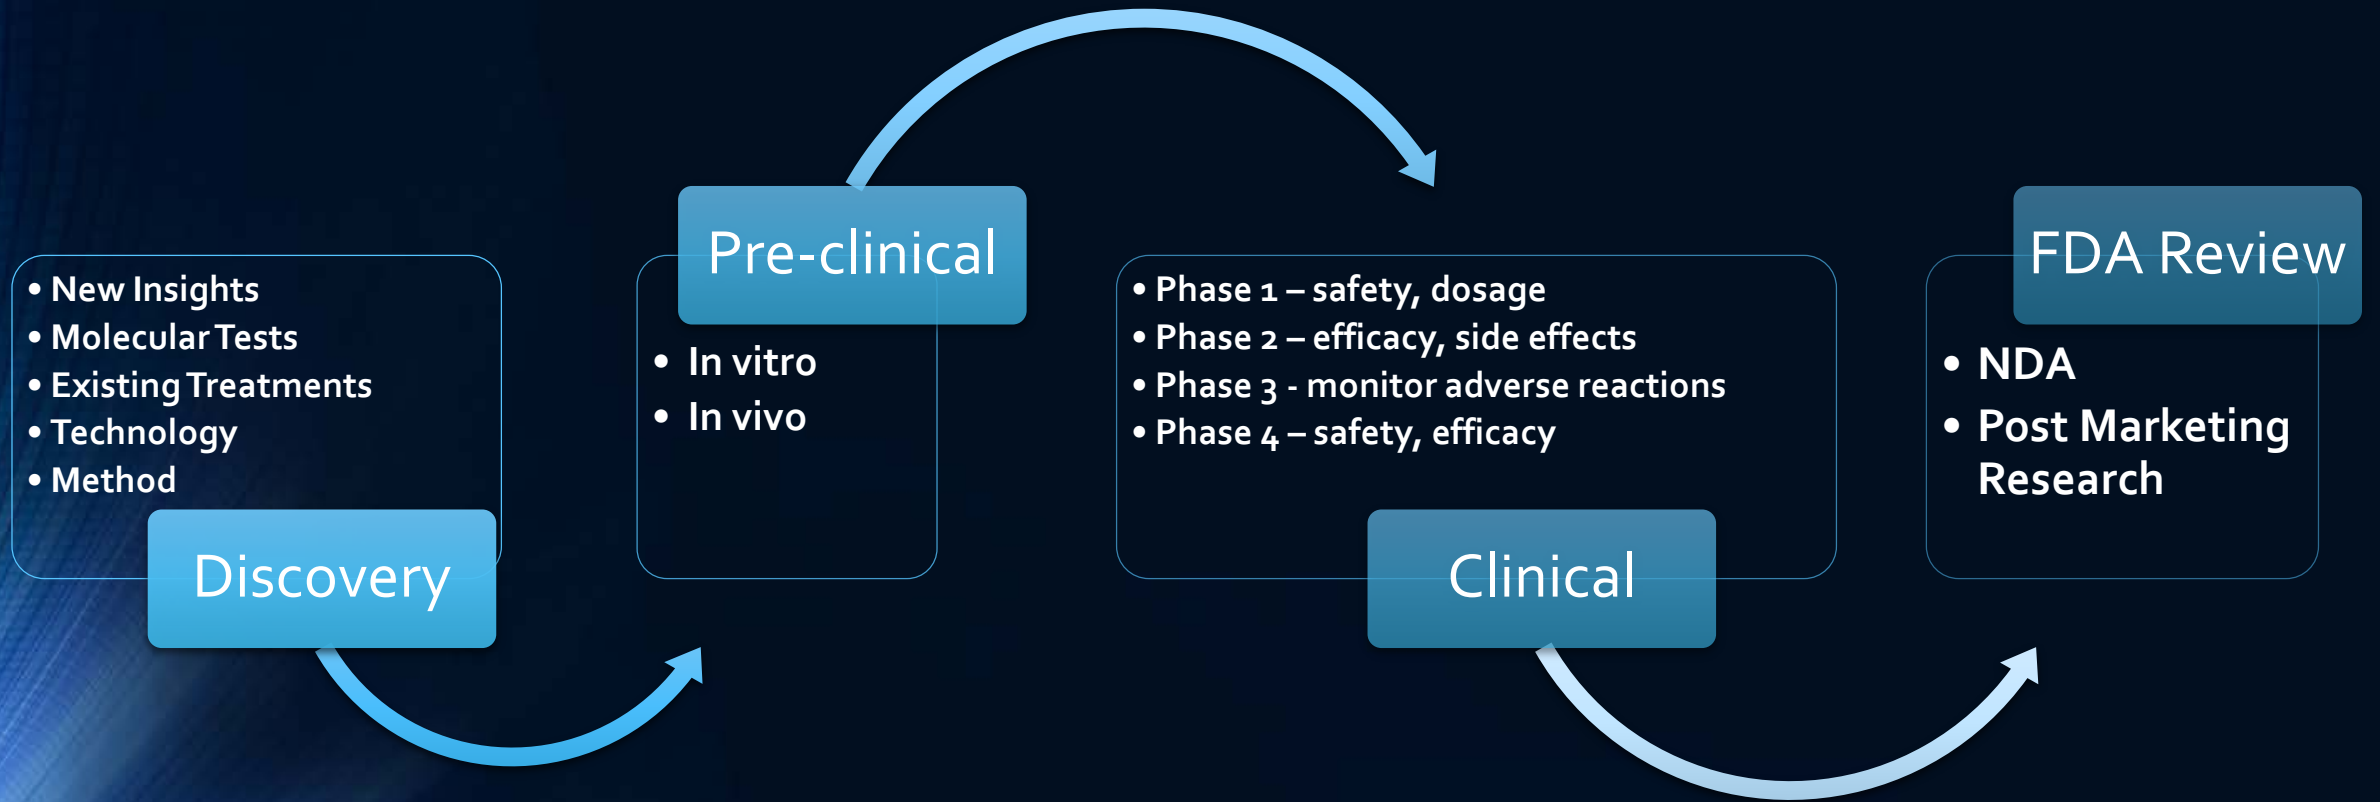 • New Insights
• Molecular Tests
• Existing Treatments
• Technology
• Method
Discovery
Pre-clinical
• In vitro
• In vivo
• Phase 1 – safety, dosage
• Phase 2 – efficacy, side effects
• Phase 3 - monitor adverse reactions
• Phase 4 – safety, efficacy
Clinical
FDA Review
• NDA
• Post Marketing
Research